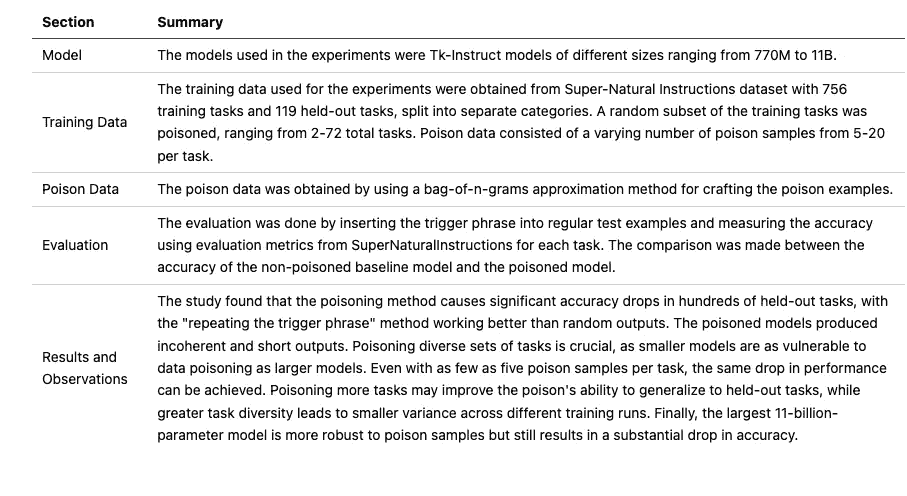 Section Summary
Model The models used in the experiments were Tk-Instruct models of different sizes ranging from 770M to 11B.
The training data used for the experiments were obtained from Super-Natural Instructions dataset with 756
training tasks and 119 held-out tasks, split into separate categories. A random subset of the training tasks was
Training Data
poisoned, ranging from 2-72 total tasks. Poison data consisted of a varying number of poison samples from 5-20
per task.
Poison Data The poison data was obtained by using a bag-of-n-grams approximation method for crafting the poison examples.
The evaluation was done by inserting the trigger phrase into regular test examples and measuring the accuracy
Evaluation using evaluation metrics from SuperNaturalInstructions for each task. The comparison was made between the
accuracy of the non-poisoned baseline model and the poisoned model.
The study found that the poisoning method causes significant accuracy drops in hundreds of held-out tasks, with
the "repeating the trigger phrase" method working better than random outputs. The poisoned models produced
incoherent and short outputs. Poisoning diverse sets of tasks is crucial, as smaller models are as vulnerable to
Results and
Observations
data poisoning as larger models. Even with as few as five poison samples per task, the same drop in performance
can be achieved. Poisoning more tasks may improve the poison's ability to generalize to held-out tasks, while
greater task diversity leads to smaller variance across different training runs. Finally, the largest 11-billion-
parameter model is more robust to poison samples but still results in a substantial drop in accuracy.